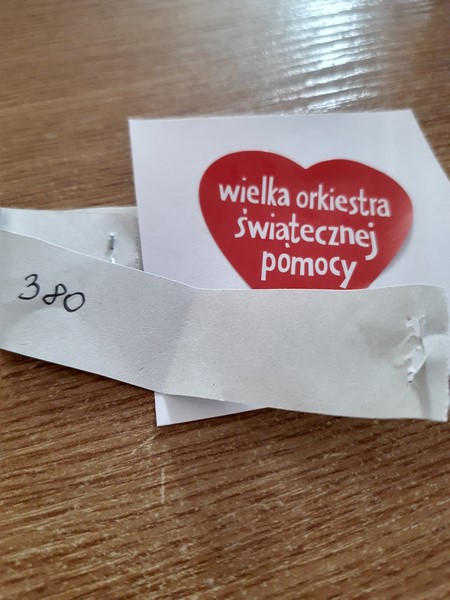 wielka orkiestra
świątecznej
pomocy
380